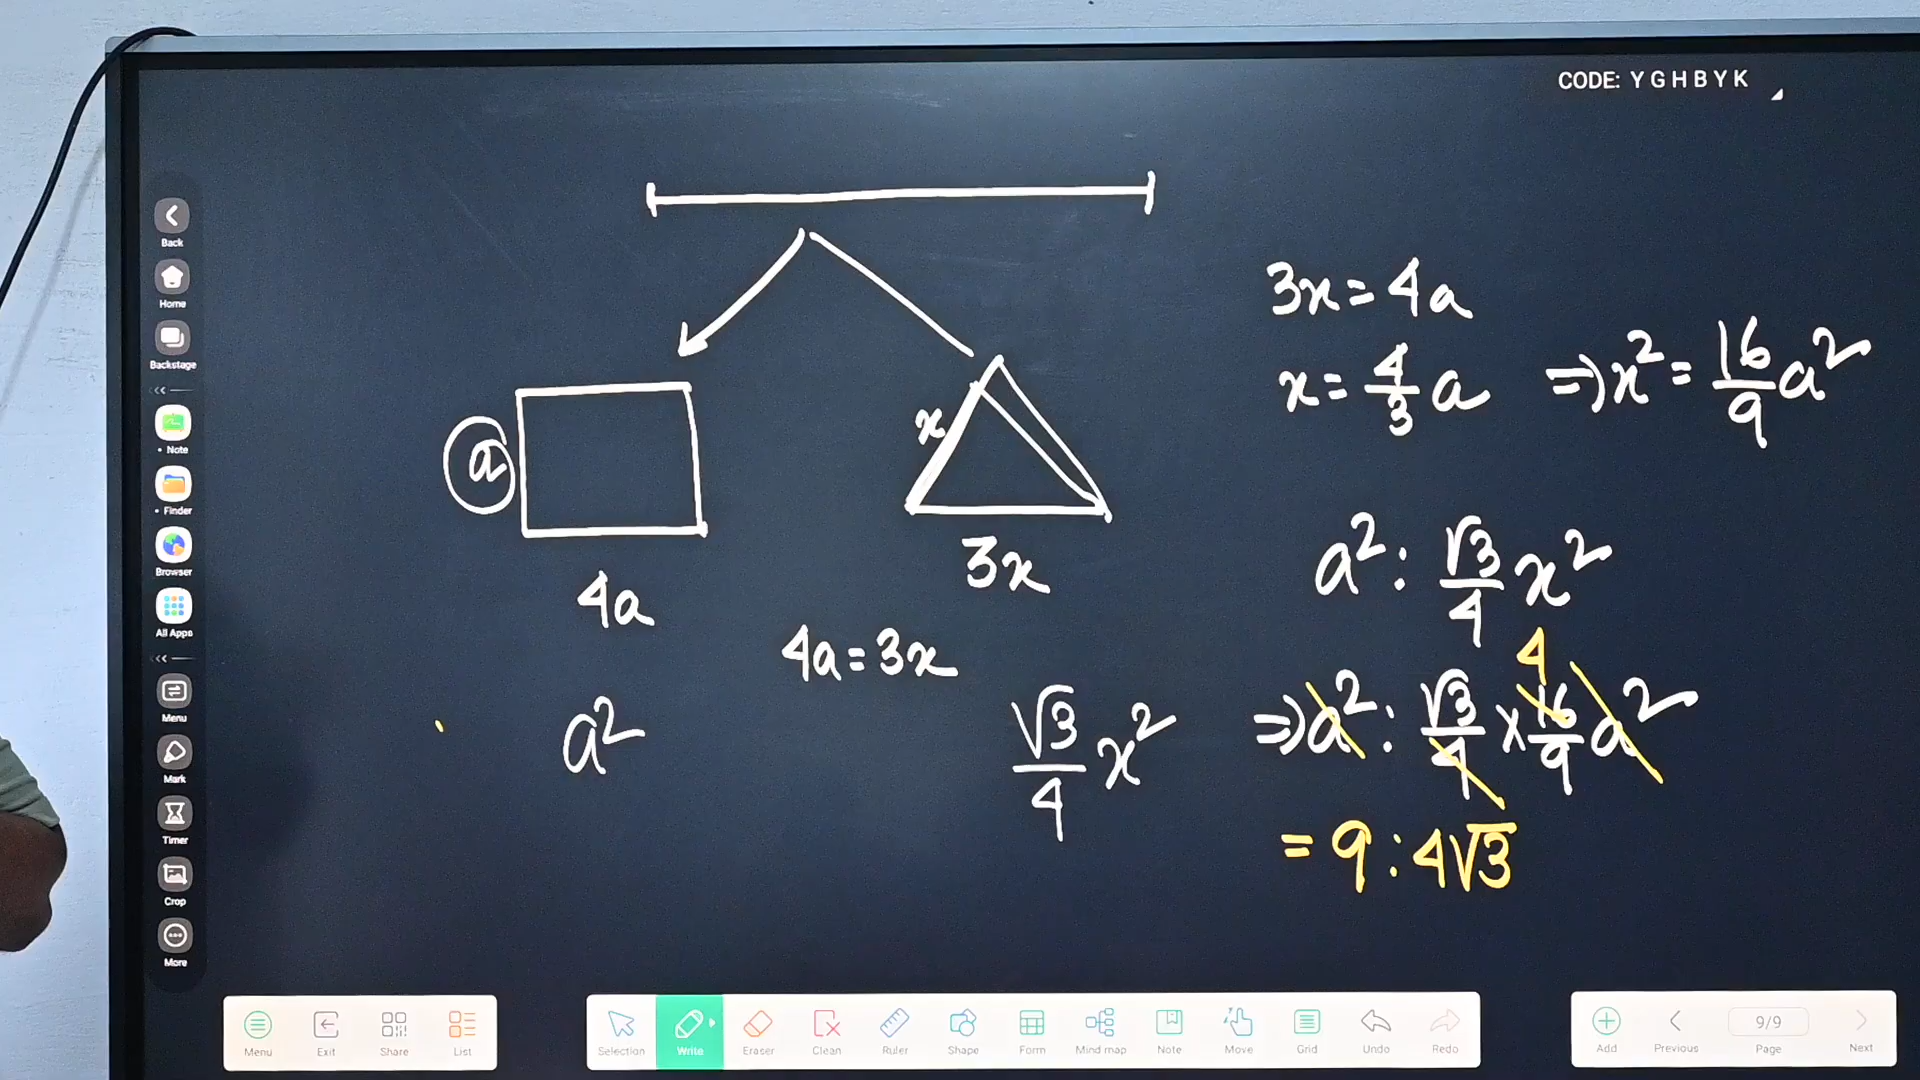 CODE: Y G H B Y K
Back
Home
Backstage
Note
Finder
Browser
All Apps
Menu
Mark
Timer
Crop
More
a
4a
x
3x
4a = 3x
a²
√3/4 x²
3x = 4a
x = 4/3 a ⇒ x² = 16/9 a²
a² : √3/4 x²
4
⇒ a² : √3/4 × 16/9 a²
= 9 : 4√3
Menu Exit Share List
Selection Write Eraser Clean Ruler Shape Form Mind map Note Move Grid Undo Redo
9/9
Add Previous Page Next